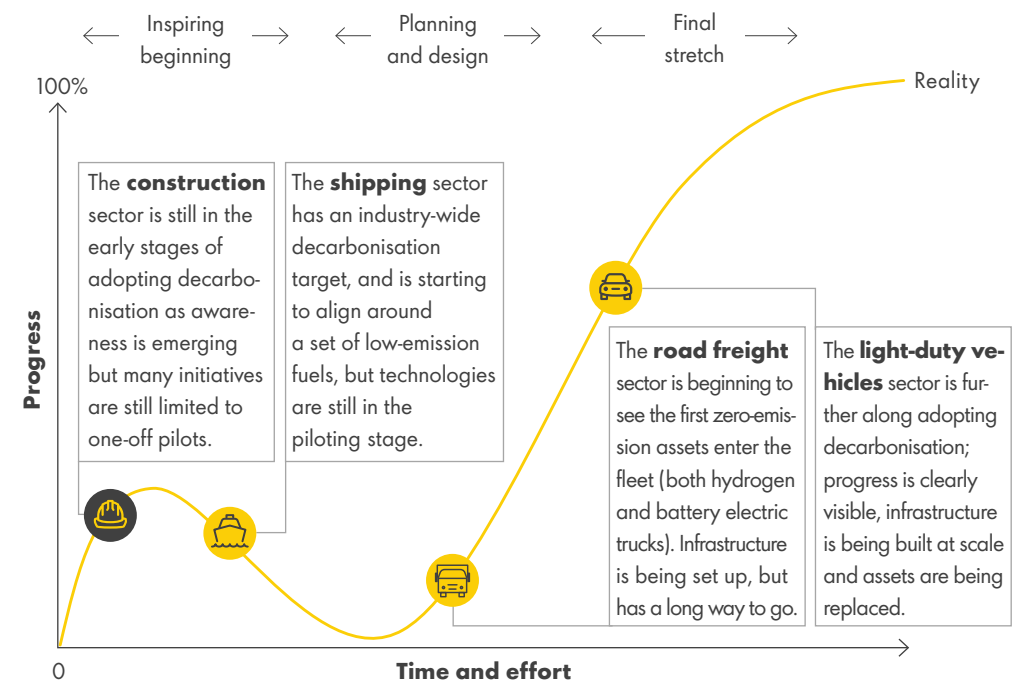 Inspiring
beginning
Planning
and design
Final
stretch
100%
Reality
The construction
sector is still in the
early stages of
adopting decarbo-
nisation as aware-
ness is emerging
but many initiatives
are still limited to
one-off pilots.
The shipping sector
has an industry-wide
decarbonisation
target, and is starting
to align around
a set of low-emission
fuels, but technologies
are still in the
piloting stage.
The road freight
sector is beginning to
see the first zero-emis-
sion assets enter the
fleet (both hydrogen
and battery electric
trucks). Infrastructure
is being set up, but
has a long way to go.
The light-duty ve-
hicles sector is fur-
ther along adopting
decarbonisation;
progress is clearly
visible, infrastructure
is being built at scale
and assets are being
replaced.
Progress
0
Time and effort